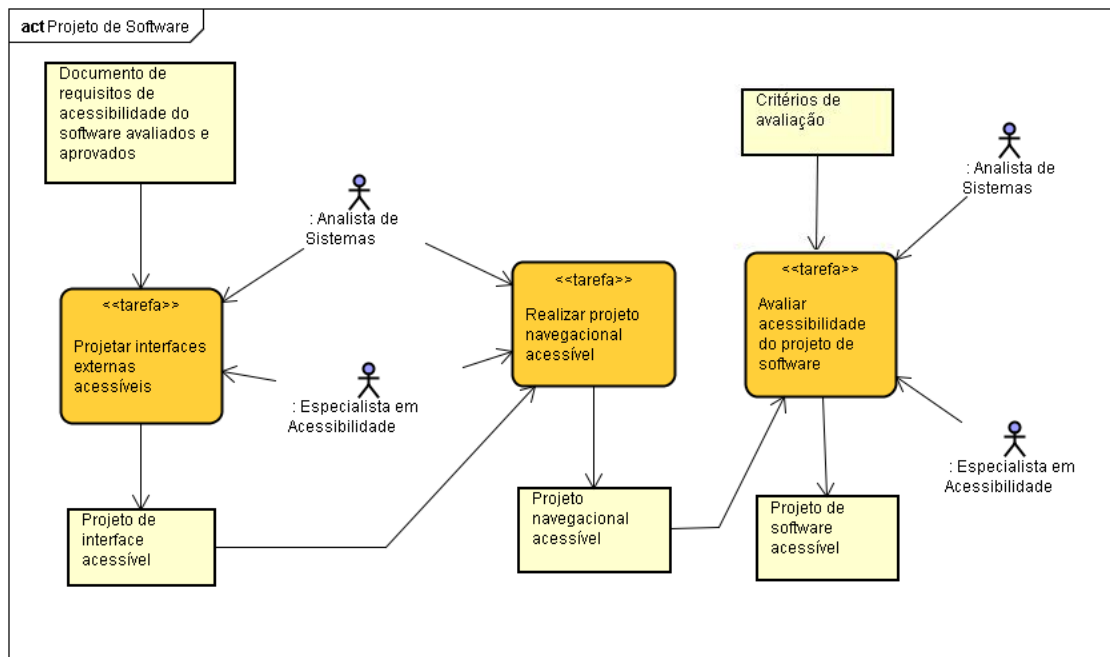 act Projeto de Software
Documento de
requisitos de
acessibilidade do
software avaliados e
aprovados
Critérios de
avaliação
: Analista de
Sistemas
: Analista de
Sistemas
<<tarefa>>
Projetar interfaces
externas
acessíveis
<<tarefa>>
Realizar projeto
navegacional
acessível
<<tarefa>>
Avaliar
acessibilidade
do projeto de
software
: Especialista em
Acessibilidade
: Especialista em
Acessibilidade
Projeto de
interface
acessível
Projeto
navegacional
acessível
Projeto de
software
acessível